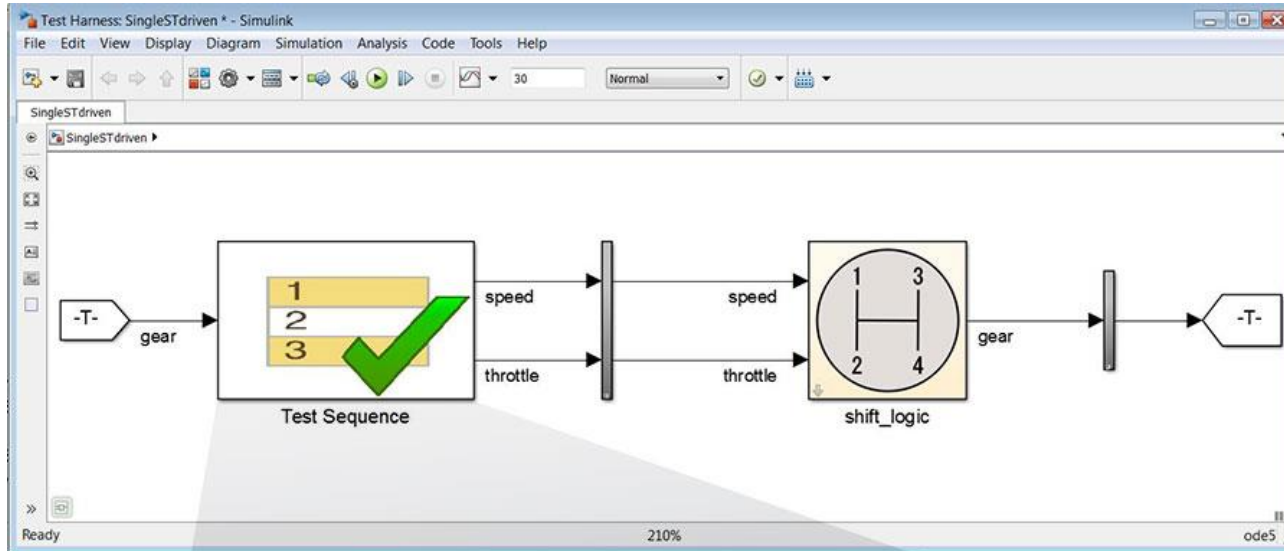 Test Harness: SingleSTdriven * - Simulink
File Edit View Display Diagram Simulation Analysis Code Tools Help
30 Normal
SingleSTdriven
SingleSTdriven
1 speed speed 1 3
-T- 2 -T-
gear 3 gear
throttle throttle 2 4
Test Sequence shift_logic
Ready 210% ode5